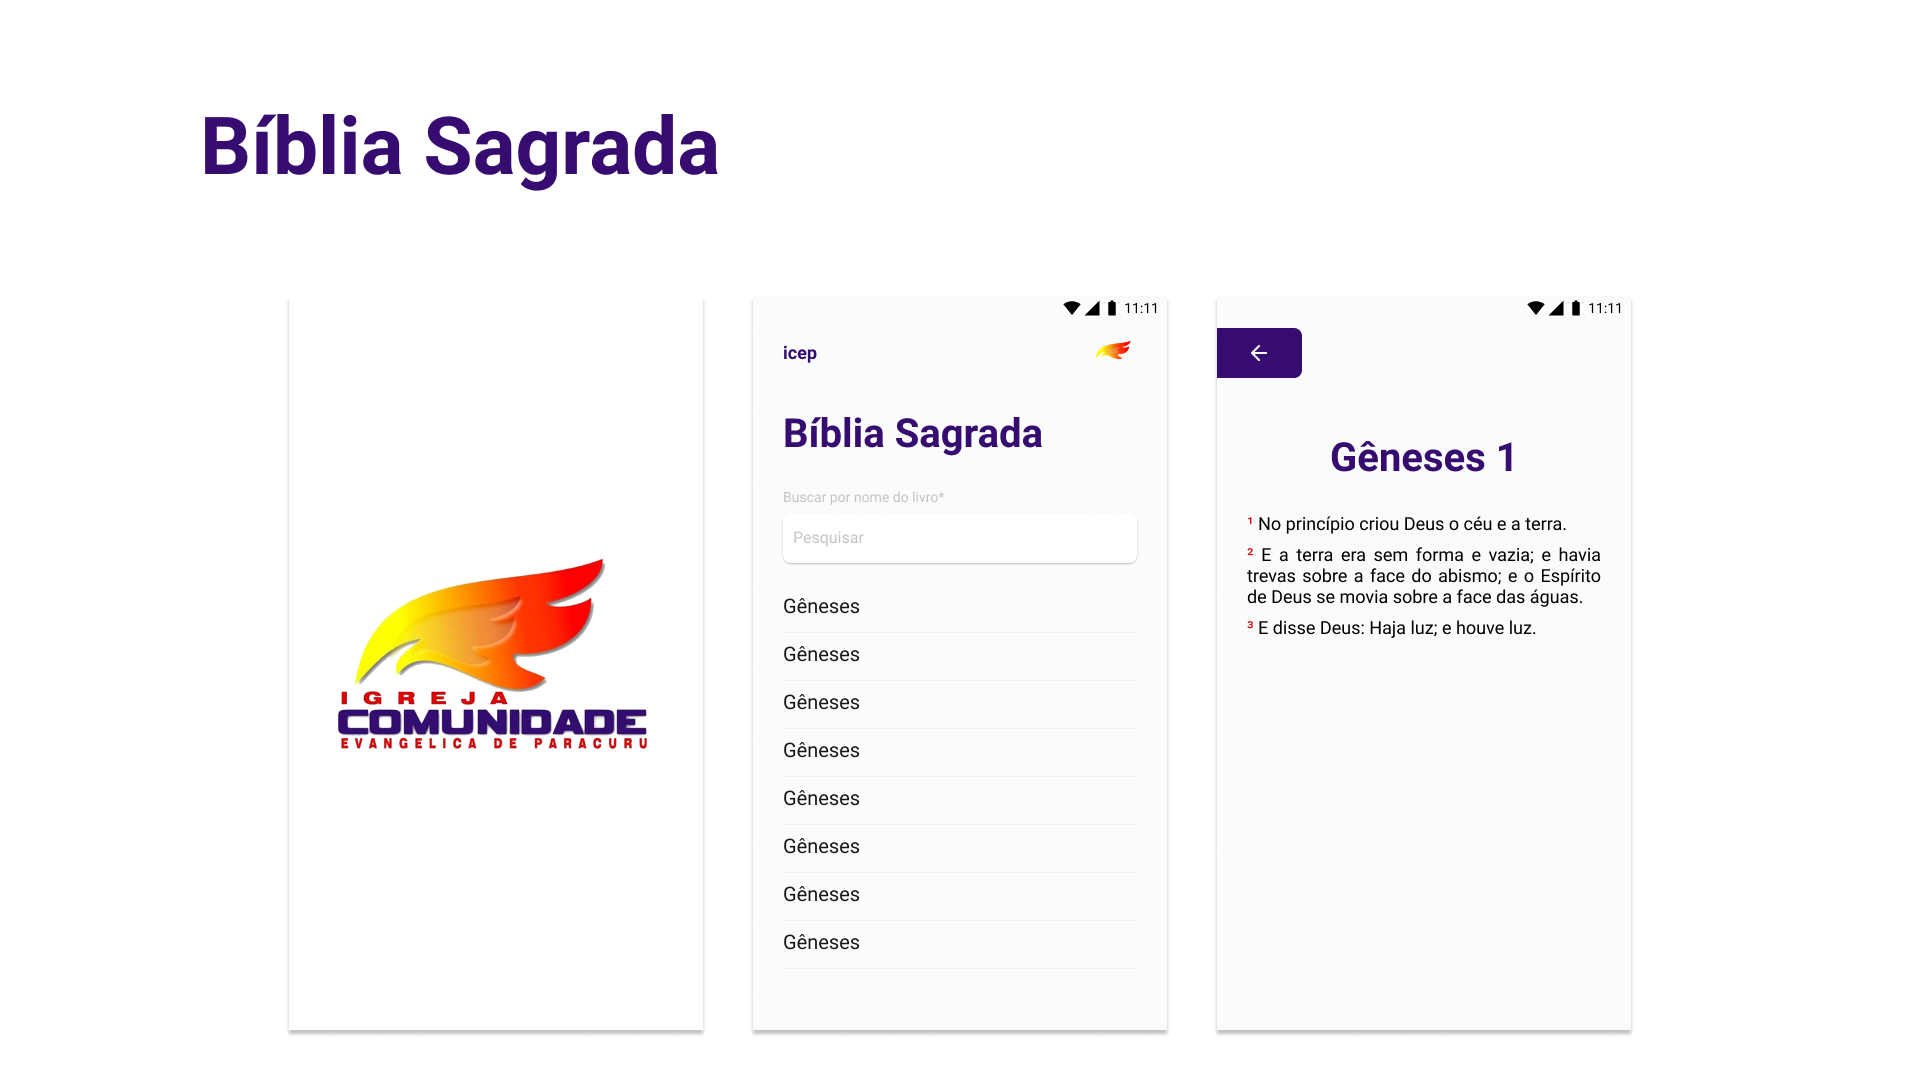 Bíblia Sagrada
IGREJA
COMUNIDADE
EVANGELICA DE PARACURU
11:11
icep
Bíblia Sagrada
Buscar por nome do livro*
Pesquisar
Gêneses
Gêneses
Gêneses
Gêneses
Gêneses
Gêneses
Gêneses
Gêneses
11:11
Gêneses 1
¹ No princípio criou Deus o céu e a terra.
² E a terra era sem forma e vazia; e havia
trevas sobre a face do abismo; e o Espírito
de Deus se movia sobre a face das águas.
³ E disse Deus: Haja luz; e houve luz.